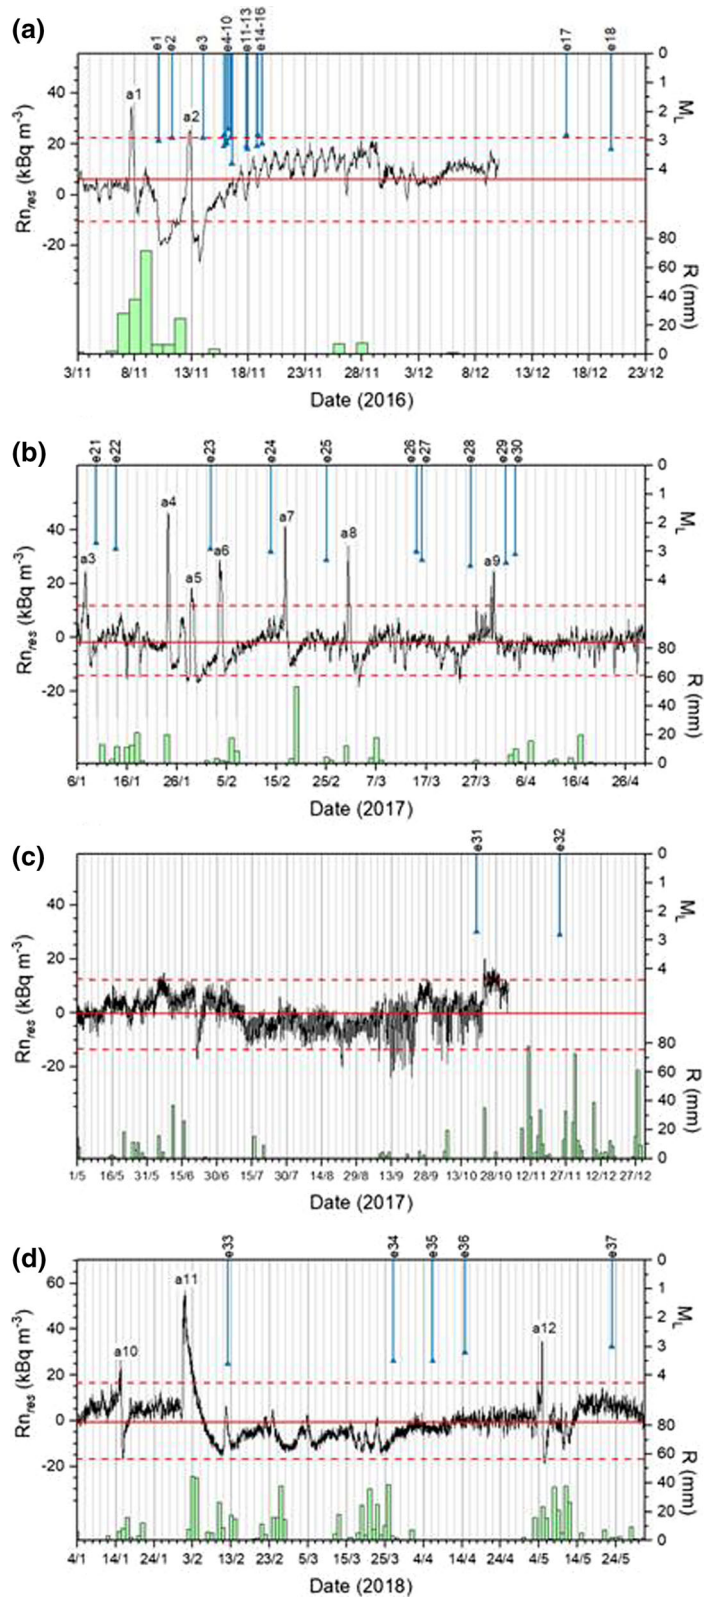 (a)
e1 e2 e3 e4-10 e11-13 e14-16 e17 e18
40 20 0 -20
Rn_res (kBq m⁻³)
a1 a2
0 1 2 3 4
M_L
80 60 40 20 0
R (mm)
3/11 8/11 13/11 18/11 23/11 28/11 3/12 8/12 13/12 18/12 23/12
Date (2016)
(b)
e21 e22 e23 e24 e25 e26 e27 e28 e29 e30
40 20 0 -20
Rn_res (kBq m⁻³)
a3 a4 a5 a6 a7 a8 a9
0 1 2 3 4
M_L
80 60 40 20 0
R (mm)
6/1 16/1 26/1 5/2 15/2 25/2 7/3 17/3 27/3 6/4 16/4 26/4
Date (2017)
(c)
e31 e32
40 20 0 -20
Rn_res (kBq m⁻³)
0 1 2 3 4
M_L
80 60 40 20 0
R (mm)
1/5 16/5 31/5 15/6 30/6 15/7 30/7 14/8 29/8 13/9 28/9 13/10 28/10 12/11 27/11 12/12 27/12
Date (2017)
(d)
e33 e34 e35 e36 e37
60 40 20 0 -20
Rn_res (kBq m⁻³)
a10 a11 a12
0 1 2 3 4
M_L
80 60 40 20 0
R (mm)
4/1 14/1 24/1 3/2 13/2 23/2 5/3 15/3 25/3 4/4 14/4 24/4 4/5 14/5 24/5
Date (2018)